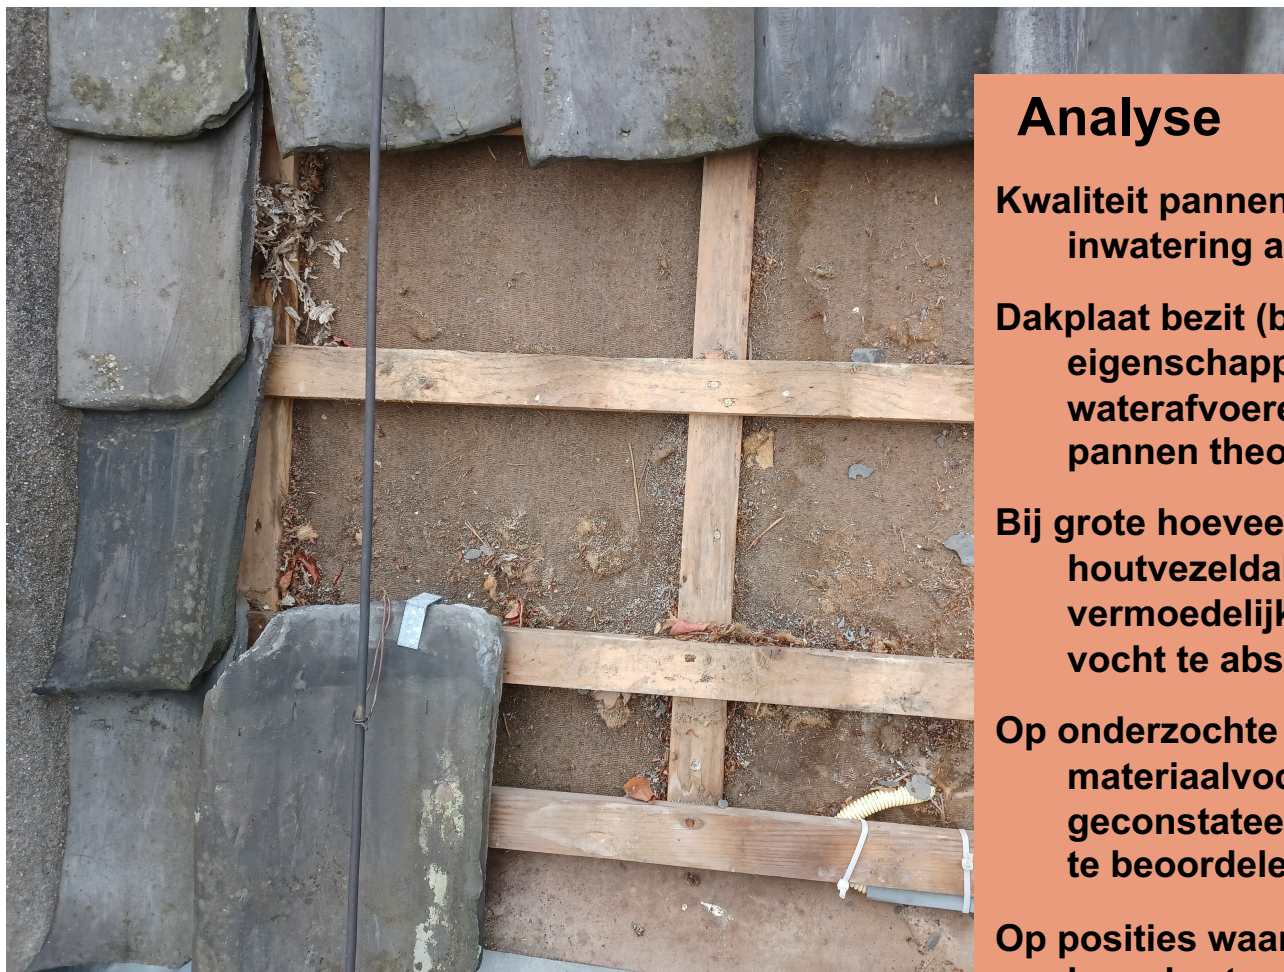 Analyse
Kwaliteit pannen
inwatering a
Dakplaat bezit (b
eigenschapp
waterafvoere
pannen theo
Bij grote hoevee
houtvezelda
vermoedelijk
vocht te abs
Op onderzochte
materiaalvoc
geconstatee
te beoordele
Op posities waar